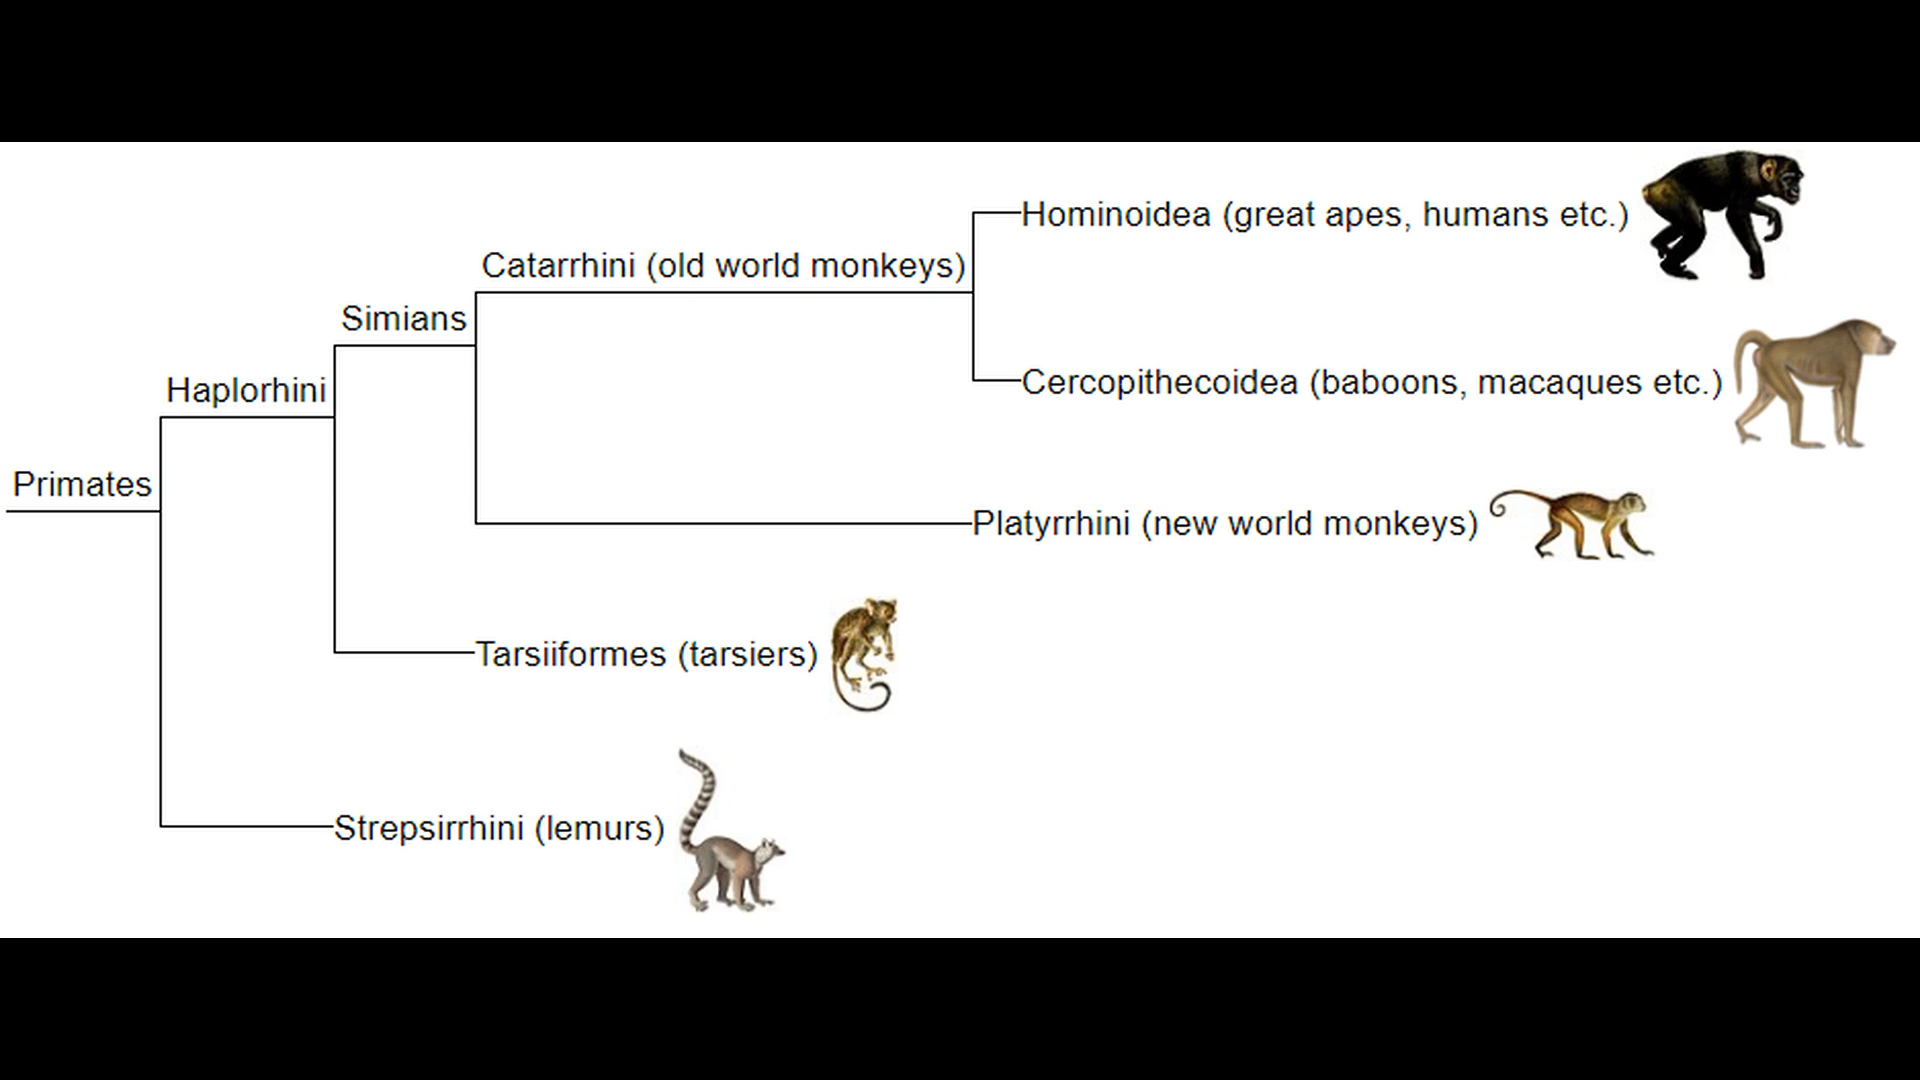 Hominoidea (great apes, humans etc.)
Catarrhini (old world monkeys)
Simians
Cercopithecoidea (baboons, macaques etc.)
Haplorhini
Primates
Platyrrhini (new world monkeys)
Tarsiiformes (tarsiers)
Strepsirrhini (lemurs)